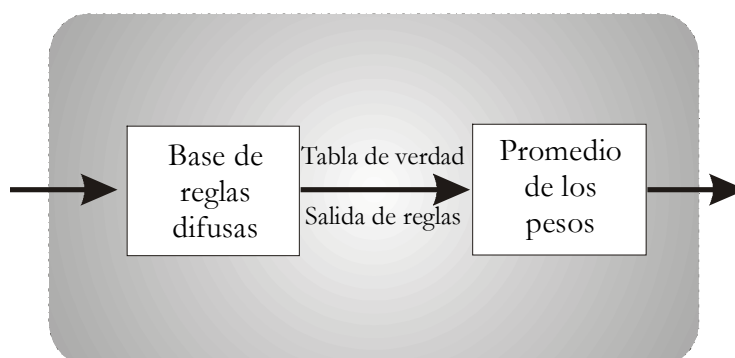 Base de
reglas
difusas
Tabla de verdad
Salida de reglas
Promedio
de los
pesos